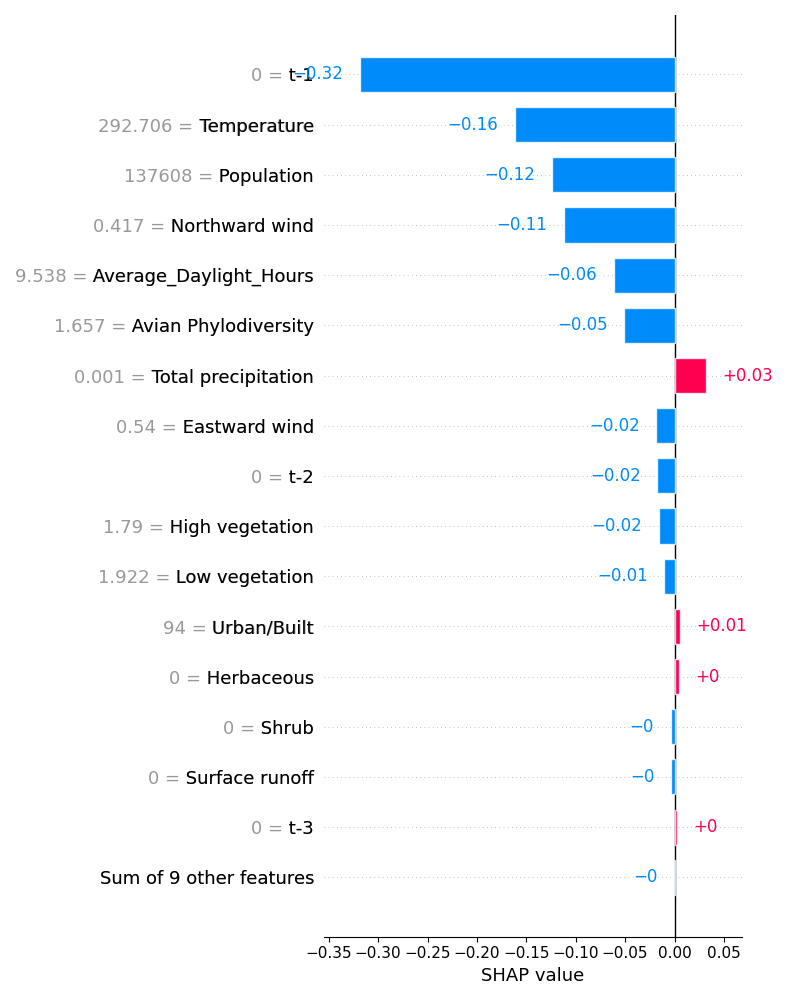 0 = t-1 −0.32
292.706 = Temperature −0.16
137608 = Population −0.12
0.417 = Northward wind −0.11
9.538 = Average_Daylight_Hours −0.06
1.657 = Avian Phylodiversity −0.05
0.001 = Total precipitation +0.03
0.54 = Eastward wind −0.02
0 = t-2 −0.02
1.79 = High vegetation −0.02
1.922 = Low vegetation −0.01
94 = Urban/Built +0.01
0 = Herbaceous +0
0 = Shrub −0
0 = Surface runoff −0
0 = t-3 +0
Sum of 9 other features −0
−0.35 −0.30 −0.25 −0.20 −0.15 −0.10 −0.05 0.00 0.05
SHAP value